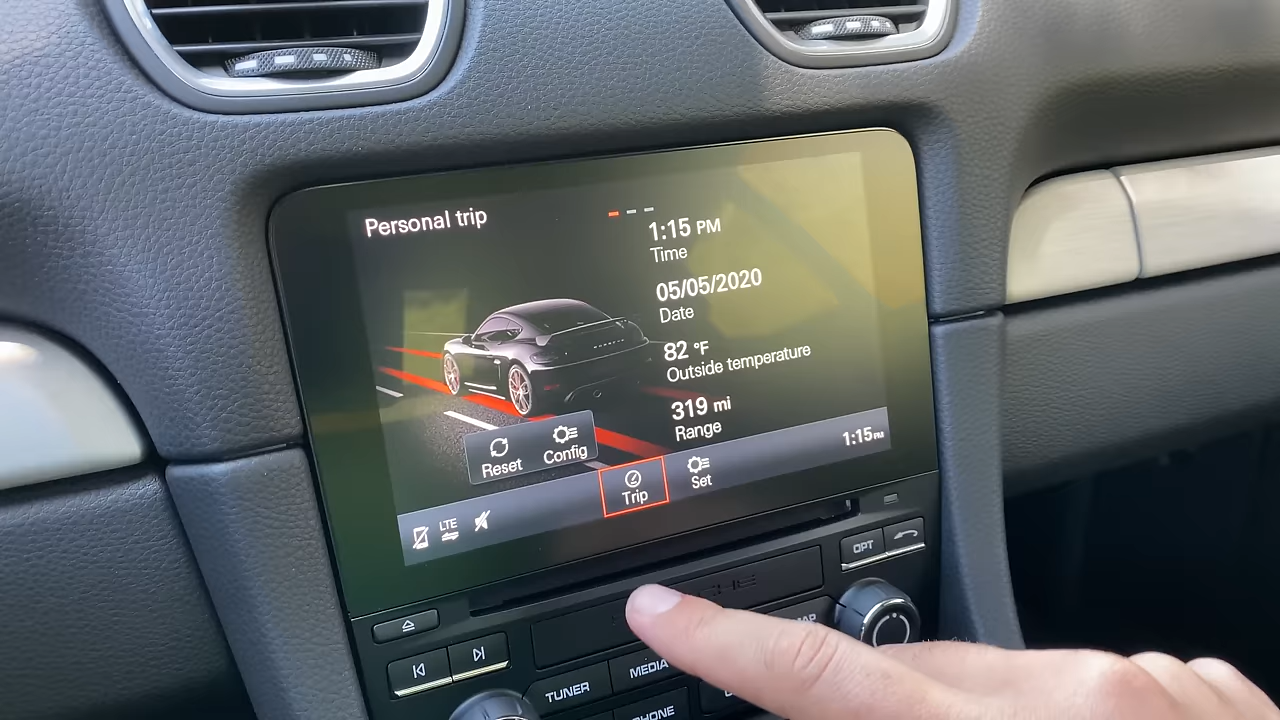 Personal trip
1:15 PM
Time
05/05/2020
Date
82 °F
Outside temperature
319 mi
Range
Reset
Config
Trip
Set
1:15 PM
LTE
OPT
TUNER
MEDIA